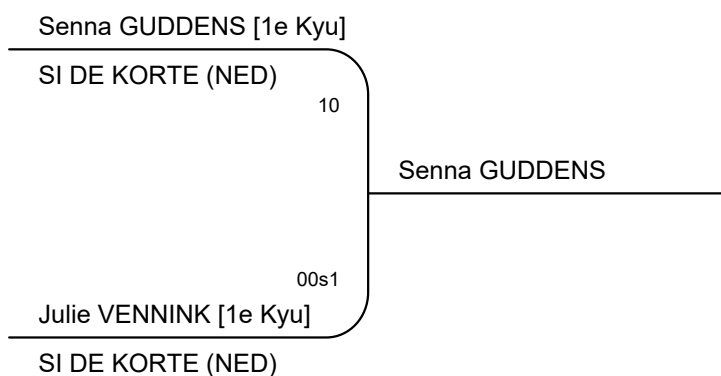 Senna GUDDENS [1e Kyu]
SI DE KORTE (NED)
10
Senna GUDDENS
00s1
Julie VENNINK [1e Kyu]
SI DE KORTE (NED)